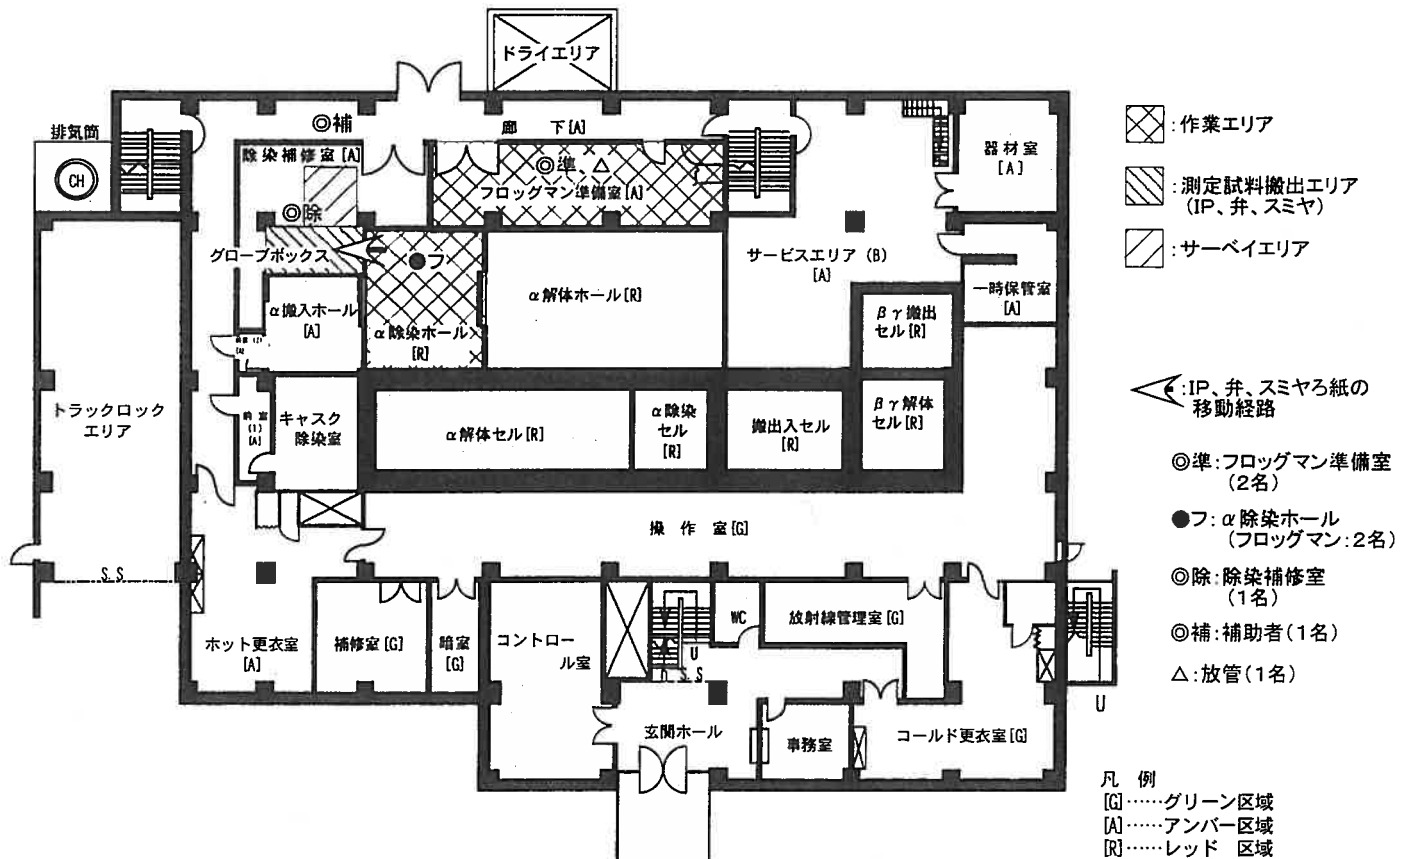 ドライエリア
排気筒
CH
◎補
廊 下[A]
除染補修室[A]
◎準、△
フロッグマン準備室[A]
器材室
[A]
◎除
グローブボックス
●フ
サービスエリア(B)
[A]
α解体ホール[R]
α搬入ホール
[A]
α除染ホール
[R]
一時保管室
[A]
βγ搬出
セル[R]
トラックロック
エリア
前室
(1)
[A]
キャスク
除染室
α解体セル[R]
α除染
セル
[R]
搬出入セル
[R]
βγ解体
セル[R]
操 作 室[G]
S.S
ホット更衣室
[A]
補修室[G]
暗室
[G]
コントロー
ル室
WC
放射線管理室[G]
U
D
S.S
U
玄関ホール
事務室
コールド更衣室[G]
:作業エリア
:測定試料搬出エリア
(IP、弁、スミヤ)
:サーベイエリア
:IP、弁、スミヤろ紙の
移動経路
◎準:フロッグマン準備室
(2名)
●フ:α除染ホール
(フロッグマン:2名)
◎除:除染補修室
(1名)
◎補:補助者(1名)
△:放管(1名)
凡 例
[G]……グリーン区域
[A]……アンバー区域
[R]……レッド 区域